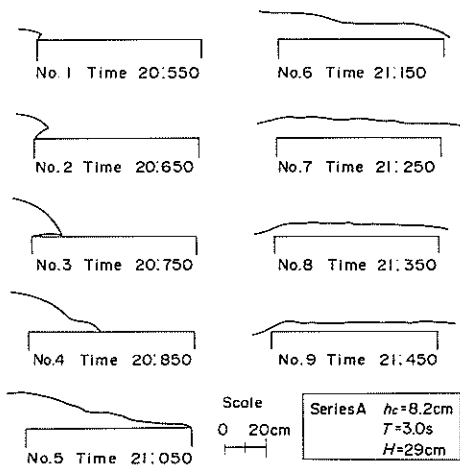 No.1 Time 20:550
No.2 Time 20:650
No.3 Time 20:750
No.4 Time 20:850
No.5 Time 21:050
No.6 Time 21:150
No.7 Time 21:250
No.8 Time 21:350
No.9 Time 21:450
Scale
0 20cm
Series A hc=8.2cm
T=3.0s
H=29cm